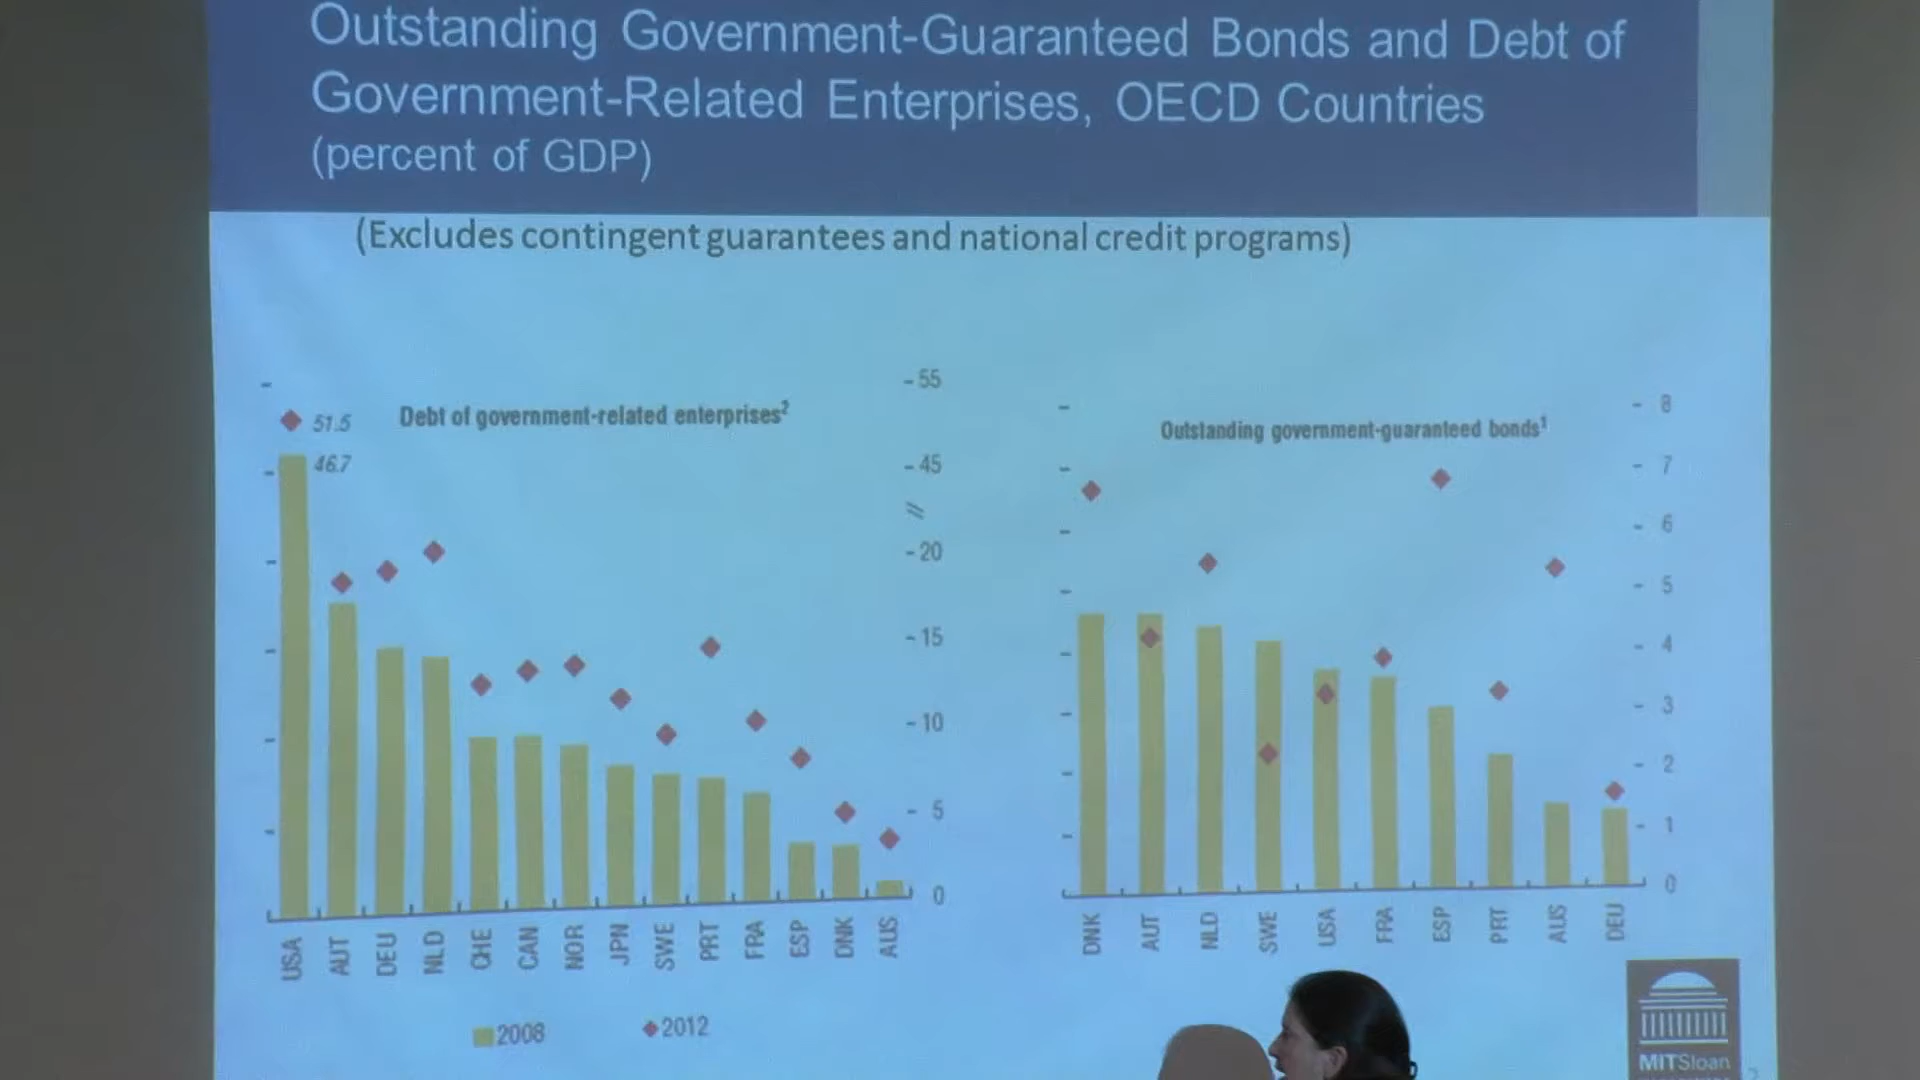 Outstanding Government-Guaranteed Bonds and Debt of
Government-Related Enterprises, OECD Countries
(percent of GDP)
(Excludes contingent guarantees and national credit programs)
Debt of government-related enterprises²
51.5
46.7
55
45
20
15
10
5
0
USA
AUT
DEU
NLD
CHE
CAN
NOR
JPN
SWE
PRT
FRA
ESP
DNK
AUS
2008
2012
Outstanding government-guaranteed bonds¹
8
7
6
5
4
3
2
1
0
DNK
AUT
NLD
SWE
USA
FRA
ESP
PRT
AUS
DEU
MITSloan